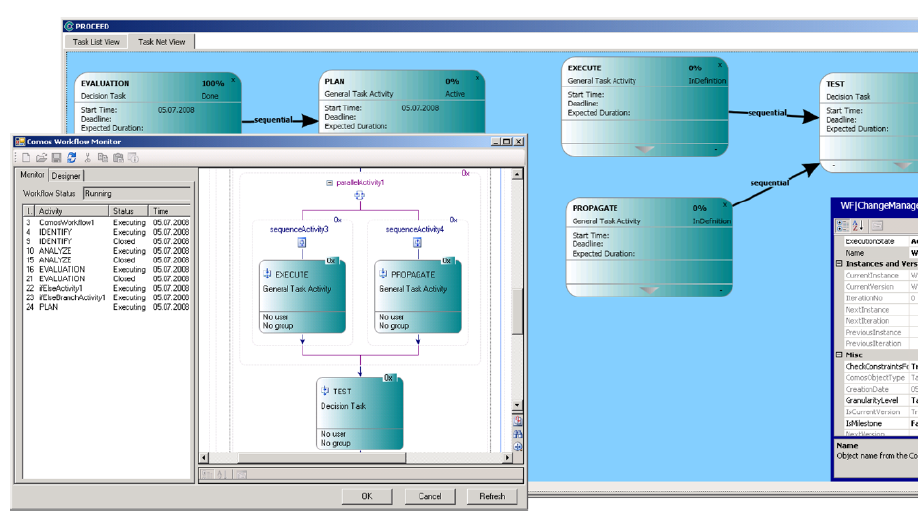 PROCEED
Task List View Task Net View
EVALUATION 100% x
Decision Task Done
Start Time: 05.07.2008
Deadline:
Expected Duration:
sequential
PLAN 0% x
General Task Activity Active
Start Time: 05.07.2008
Deadline:
Expected Duration:
EXECUTE 0% x
General Task Activity InDefinition
Start Time:
Deadline:
Expected Duration:
sequential
TEST
Decision Task
Start Time:
Deadline:
Expected Duration:
sequential
PROPAGATE 0% x
General Task Activity InDefinition
Start Time:
Deadline:
Expected Duration:
Comos Workflow Monitor
Monitor Designer
Workflow Status Running
I.. Activity Status Time
3 ComosWorkflow1 Executing 05.07.2008
4 IDENTIFY Executing 05.07.2008
9 IDENTIFY Closed 05.07.2008
10 ANALYZE Executing 05.07.2008
15 ANALYZE Closed 05.07.2008
16 EVALUATION Executing 05.07.2008
21 EVALUATION Closed 05.07.2008
22 ifElseActivity1 Executing 05.07.2008
23 ifElseBranchActivity1 Executing 05.07.2008
24 PLAN Executing 05.07.2008
0x
parallelActivity1
0x 0x
sequenceActivity3 sequenceActivity4
0x 0x
EXECUTE PROPAGATE
General Task Activity General Task Activity
No user No user
No group No group
0x
TEST
Decision Task
No user
No group
OK Cancel Refresh
WF|ChangeManage
ExecutionState Ac
Name W
Instances and Vers
CurrentInstance W
CurrentVersion W
IterationNo 0
NextInstance
NextIteration
PreviousInstance
PreviousIteration
Misc
CheckConstraintsFo Tr
ComosObjectType Ta
CreationDate 05
GranularityLevel Ta
IsCurrentVersion Tr
IsMilestone Fa
NextVersion
Name
Object name from the Co